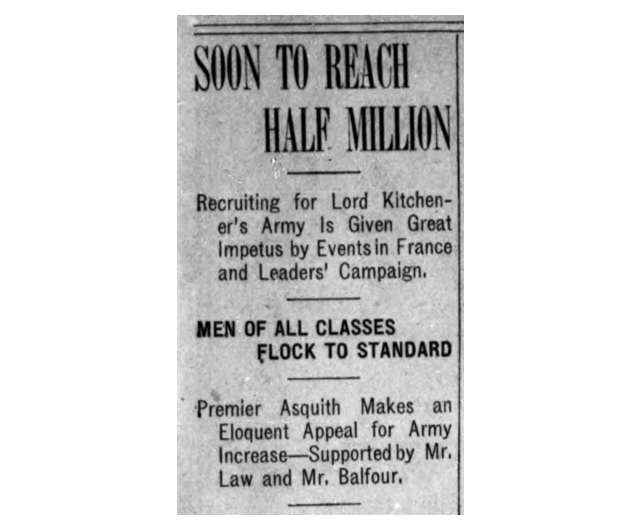 SOON TO REACH
HALF MILLION
Recruiting for Lord Kitchen-
er's Army Is Given Great
Impetus by Events in France
and Leaders' Campaign.
MEN OF ALL CLASSES
FLOCK TO STANDARD
Premier Asquith Makes an
Eloquent Appeal for Army
Increase—Supported by Mr.
Law and Mr. Balfour.